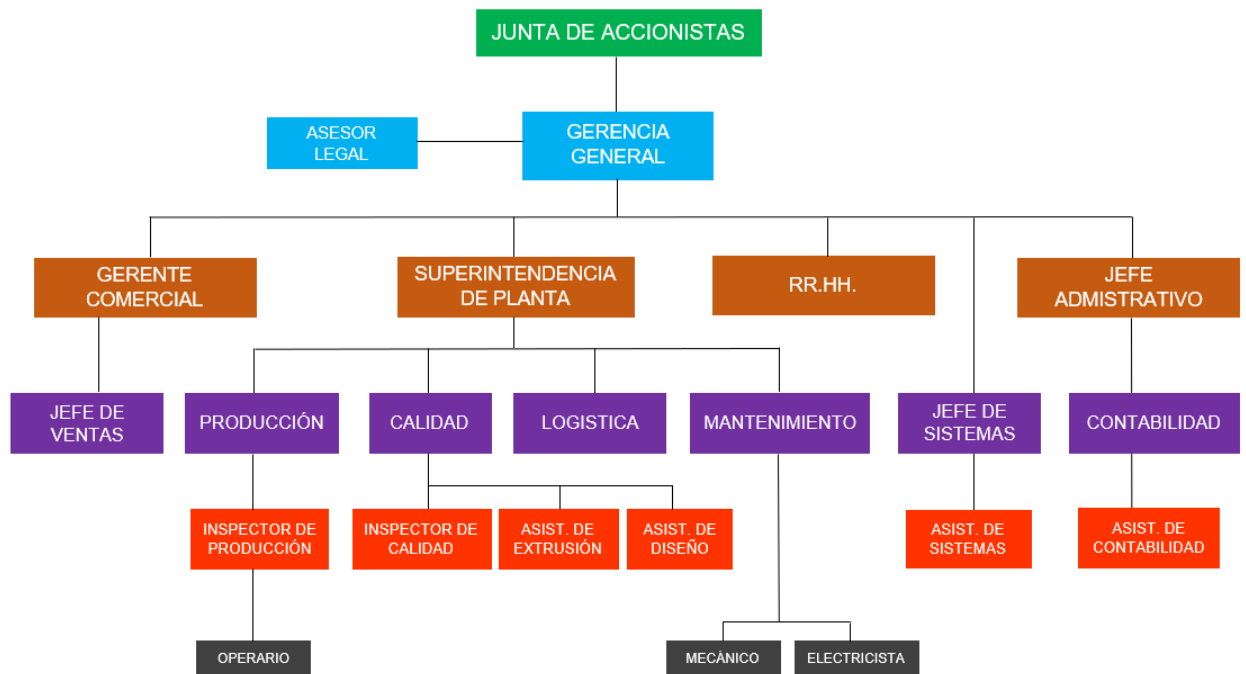 JUNTA DE ACCIONISTAS
ASESOR
LEGAL
GERENCIA
GENERAL
GERENTE
COMERCIAL
SUPERINTENDENCIA
DE PLANTA
RR.HH.
JEFE
ADMISTRATIVO
JEFE DE
VENTAS
PRODUCCIÓN
CALIDAD
LOGISTICA
MANTENIMIENTO
JEFE DE
SISTEMAS
CONTABILIDAD
INSPECTOR DE
PRODUCCIÓN
INSPECTOR DE
CALIDAD
ASIST. DE
EXTRUSIÓN
ASIST. DE
DISEÑO
ASIST. DE
SISTEMAS
ASIST. DE
CONTABILIDAD
OPERARIO
MECÁNICO
ELECTRICISTA